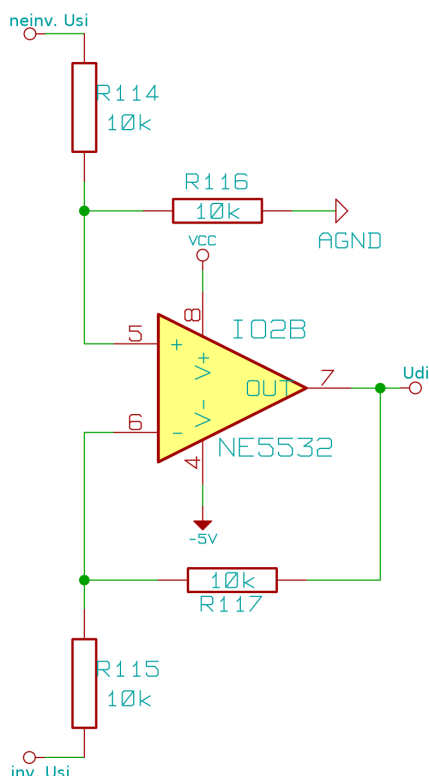 neinv. Usi
R114
10k
R116
10k
AGND
VCC
8
IO2B
5
+
V+
OUT
7
Udi
6
-
V-
4
NE5532
-5V
10k
R117
R115
10k
inv. Usi